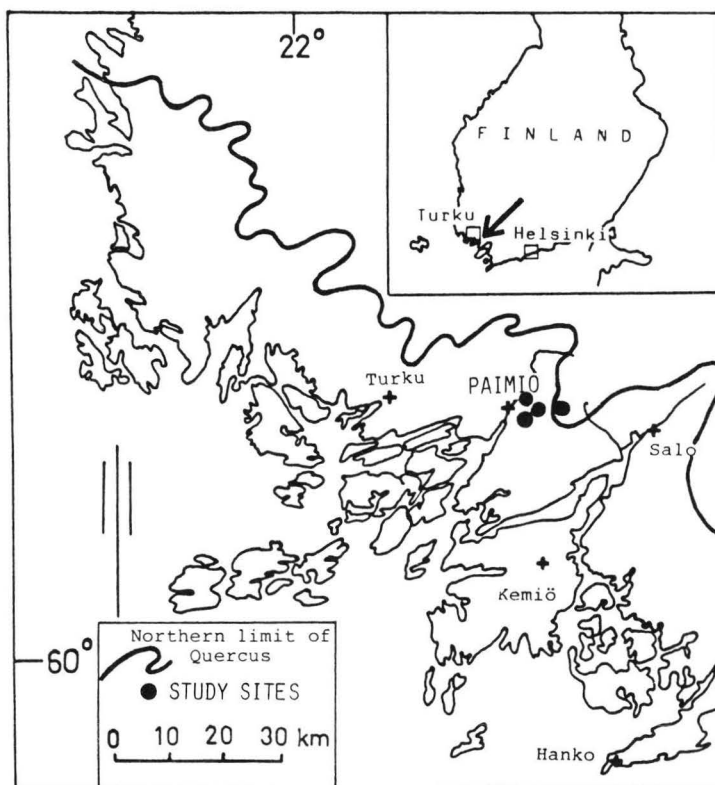 22°
FINLAND
Turku
Helsinki
Turku
PAIMIO
Salo
Kemiö
60°
Northern limit of
Quercus
STUDY SITES
0 10 20 30 km
Hanko